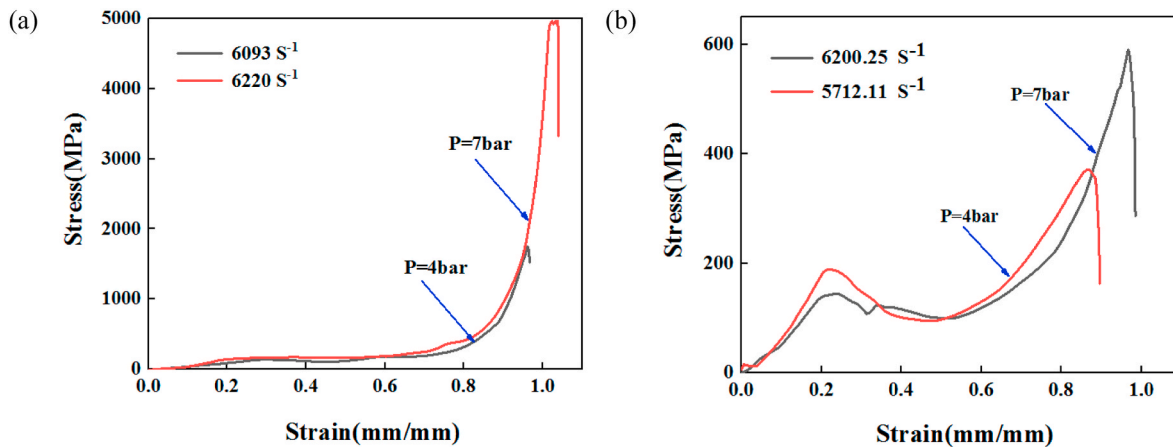 (a)
5000
4000
3000
2000
1000
0
Stress(MPa)
6093 S-1
6220 S-1
P=7bar
P=4bar
0.0 0.2 0.4 0.6 0.8 1.0
Strain(mm/mm)
(b)
600
400
200
0
Stress(MPa)
6200.25 S-1
5712.11 S-1
P=7bar
P=4bar
0.0 0.2 0.4 0.6 0.8 1.0
Strain(mm/mm)